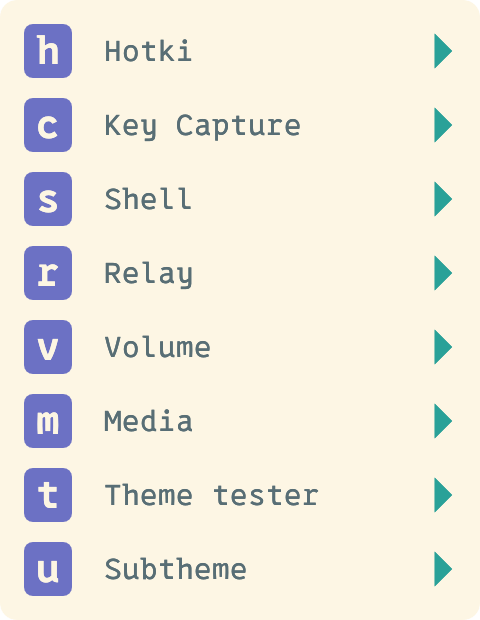 h Hotki
c Key Capture
s Shell
r Relay
v Volume
m Media
t Theme tester
u Subtheme